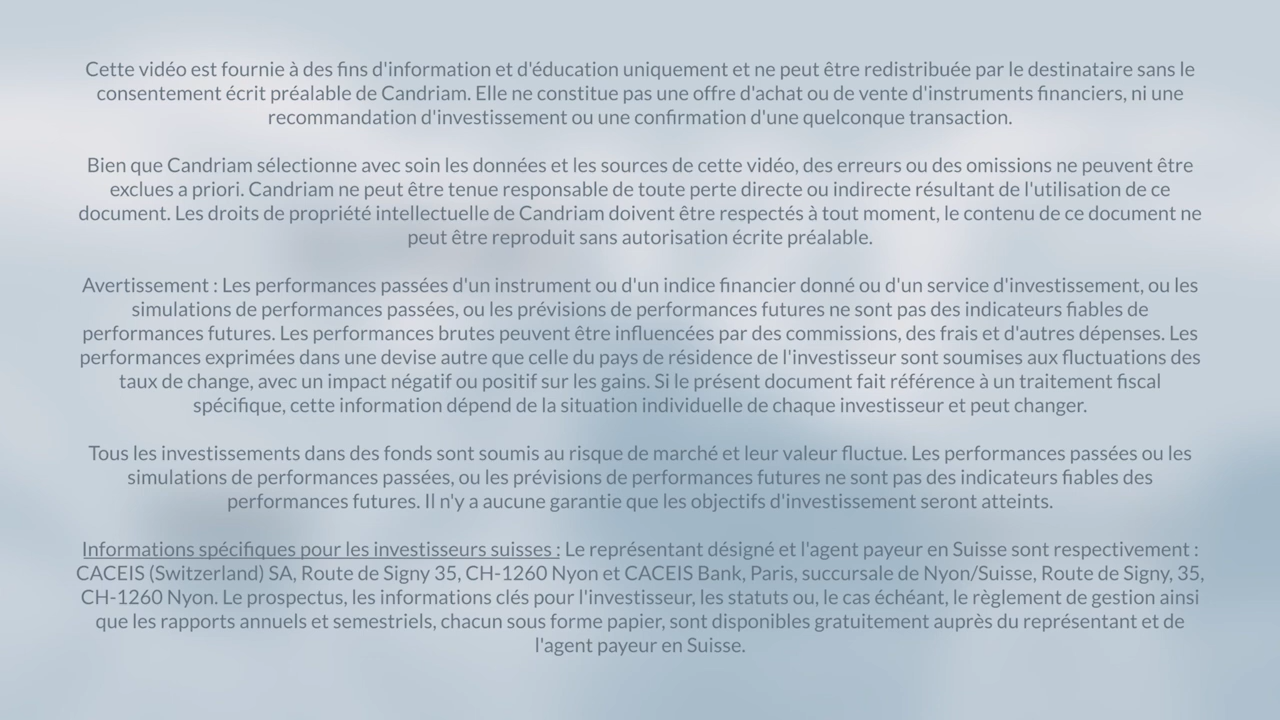 Cette vidéo est fournie à des fins d'information et d'éducation uniquement et ne peut être redistribuée par le destinataire sans le
consentement écrit préalable de Candriam. Elle ne constitue pas une offre d'achat ou de vente d'instruments financiers, ni une
recommandation d'investissement ou une confirmation d'une quelconque transaction.
Bien que Candriam sélectionne avec soin les données et les sources de cette vidéo, des erreurs ou des omissions ne peuvent être
exclues a priori. Candriam ne peut être tenue responsable de toute perte directe ou indirecte résultant de l'utilisation de ce
document. Les droits de propriété intellectuelle de Candriam doivent être respectés à tout moment, le contenu de ce document ne
peut être reproduit sans autorisation écrite préalable.
Avertissement : Les performances passées d'un instrument ou d'un indice financier donné ou d'un service d'investissement, ou les
simulations de performances passées, ou les prévisions de performances futures ne sont pas des indicateurs fiables de
performances futures. Les performances brutes peuvent être influencées par des commissions, des frais et d'autres dépenses. Les
performances exprimées dans une devise autre que celle du pays de résidence de l'investisseur sont soumises aux fluctuations des
taux de change, avec un impact négatif ou positif sur les gains. Si le présent document fait référence à un traitement fiscal
spécifique, cette information dépend de la situation individuelle de chaque investisseur et peut changer.
Tous les investissements dans des fonds sont soumis au risque de marché et leur valeur fluctue. Les performances passées ou les
simulations de performances passées, ou les prévisions de performances futures ne sont pas des indicateurs fiables des
performances futures. Il n'y a aucune garantie que les objectifs d'investissement seront atteints.
Informations spécifiques pour les investisseurs suisses : Le représentant désigné et l'agent payeur en Suisse sont respectivement :
CACEIS (Switzerland) SA, Route de Signy 35, CH-1260 Nyon et CACEIS Bank, Paris, succursale de Nyon/Suisse, Route de Signy, 35,
CH-1260 Nyon. Le prospectus, les informations clés pour l'investisseur, les statuts ou, le cas échéant, le règlement de gestion ainsi
que les rapports annuels et semestriels, chacun sous forme papier, sont disponibles gratuitement auprès du représentant et de
l'agent payeur en Suisse.